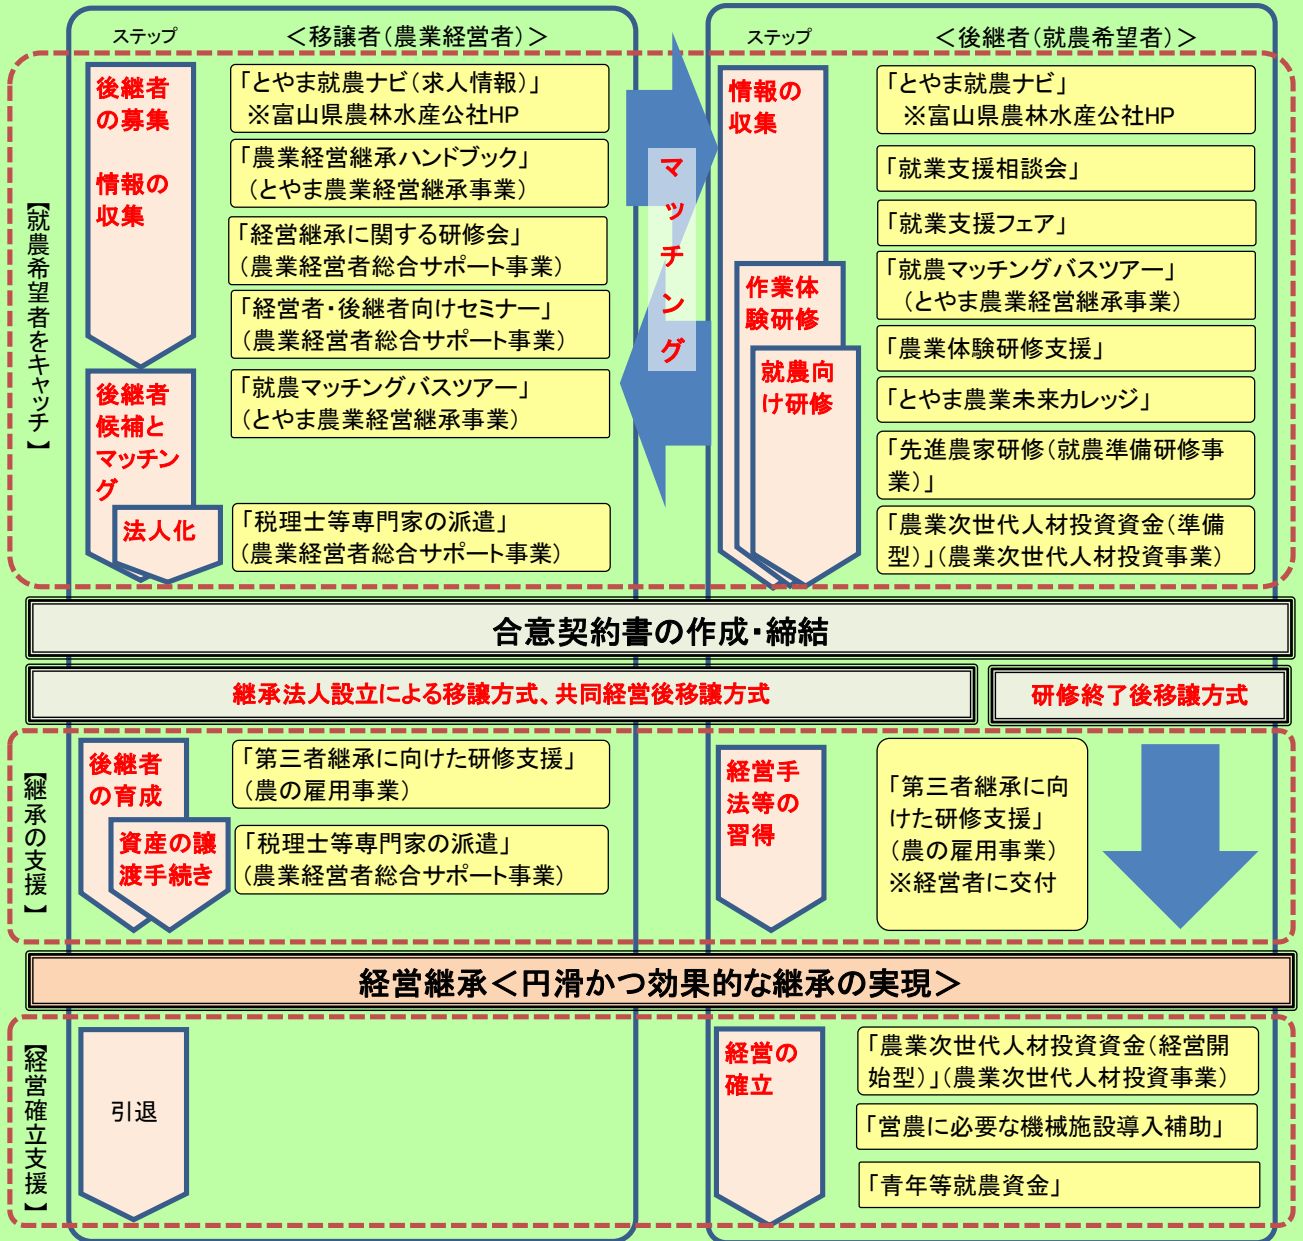 ステップ
＜移譲者（農業経営者）＞
ステップ
＜後継者（就農希望者）＞
【就農希望者をキャッチ】
後継者
の募集
情報の
収集
「とやま就農ナビ（求人情報）」
※富山県農林水産公社HP
「農業経営継承ハンドブック」
（とやま農業経営継承事業）
「経営継承に関する研修会」
（農業経営者総合サポート事業）
「経営者・後継者向けセミナー」
（農業経営者総合サポート事業）
後継者
候補と
マッチン
グ
「就農マッチングバスツアー」
（とやま農業経営継承事業）
法人化
「税理士等専門家の派遣」
（農業経営者総合サポート事業）
マッチング
情報の
収集
作業体
験研修
就農向
け研修
「とやま就農ナビ」
※富山県農林水産公社HP
「就業支援相談会」
「就業支援フェア」
「就農マッチングバスツアー」
（とやま農業経営継承事業）
「農業体験研修支援」
「とやま農業未来カレッジ」
「先進農家研修（就農準備研修事
業）」
「農業次世代人材投資資金（準備
型）」（農業次世代人材投資事業）
合意契約書の作成・締結
継承法人設立による移譲方式、共同経営後移譲方式
研修終了後移譲方式
【継承の支援】
後継者
の育成
資産の譲
渡手続き
「第三者継承に向けた研修支援」
（農の雇用事業）
「税理士等専門家の派遣」
（農業経営者総合サポート事業）
経営手
法等の
習得
「第三者継承に向
けた研修支援」
（農の雇用事業）
※経営者に交付
経営継承＜円滑かつ効果的な継承の実現＞
【経営確立支援】
引退
経営の
確立
「農業次世代人材投資資金（経営開
始型）」（農業次世代人材投資事業）
「営農に必要な機械施設導入補助」
「青年等就農資金」